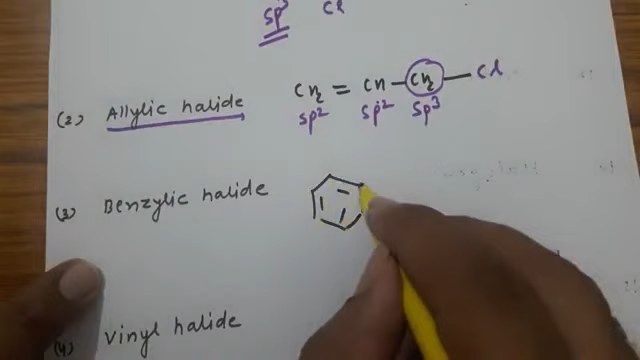 sp³ Cl
(2) Allylic halide CH₂ = CH — CH₂ — Cl
sp² sp² sp³
(3) Benzylic halide
(4) Vinyl halide